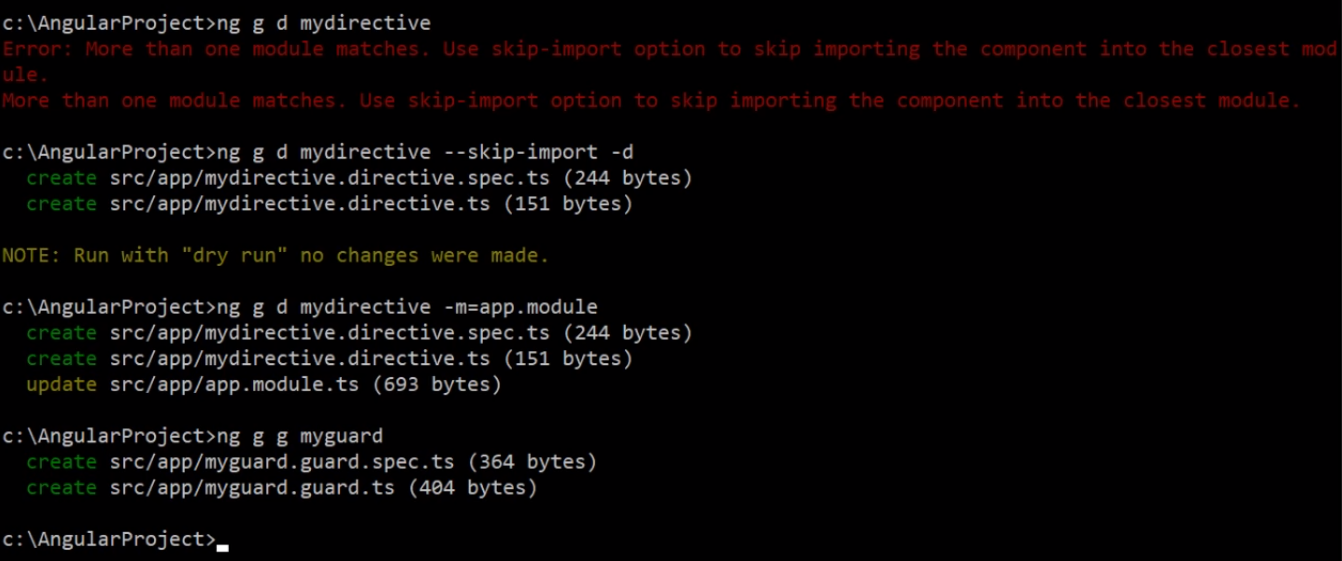 c:\AngularProject>ng g d mydirective
Error: More than one module matches. Use skip-import option to skip importing the component into the closest mod
ule.
More than one module matches. Use skip-import option to skip importing the component into the closest module.
c:\AngularProject>ng g d mydirective --skip-import -d
  create src/app/mydirective.directive.spec.ts (244 bytes)
  create src/app/mydirective.directive.ts (151 bytes)
NOTE: Run with "dry run" no changes were made.
c:\AngularProject>ng g d mydirective -m=app.module
  create src/app/mydirective.directive.spec.ts (244 bytes)
  create src/app/mydirective.directive.ts (151 bytes)
  update src/app/app.module.ts (693 bytes)
c:\AngularProject>ng g g myguard
  create src/app/myguard.guard.spec.ts (364 bytes)
  create src/app/myguard.guard.ts (404 bytes)
c:\AngularProject>